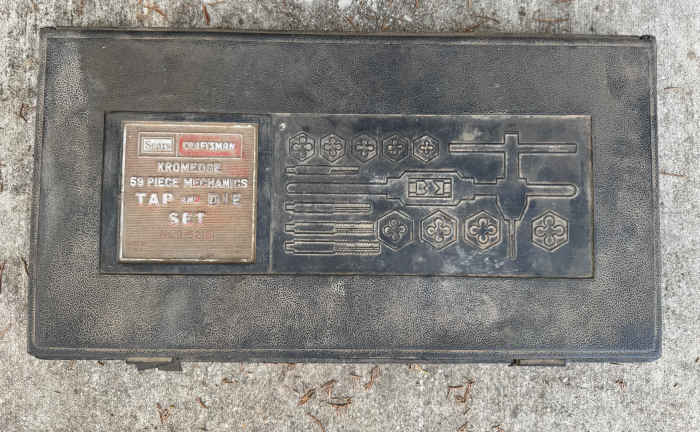 Sears CRAFTSMAN
KROMEDGE
59 PIECE MECHANICS
TAP AND DIE
SET